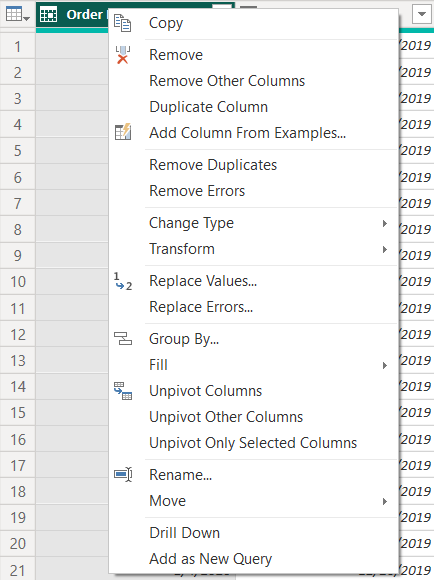 Order
Copy
1
/2019
Remove
2
/2019
Remove Other Columns
3
/2019
Duplicate Column
4
/2019
Add Column From Examples...
5
/2019
Remove Duplicates
6
/2019
Remove Errors
7
/2019
Change Type
8
/2019
Transform
9
/2019
Replace Values...
10
/2019
1
2
Replace Errors...
11
/2019
Group By...
12
/2019
Fill
13
/2019
Unpivot Columns
14
/2019
Unpivot Other Columns
15
/2019
Unpivot Only Selected Columns
16
/2019
Rename...
17
/2019
Move
18
/2019
Drill Down
19
/2019
Add as New Query
20
/2019
21
/2019